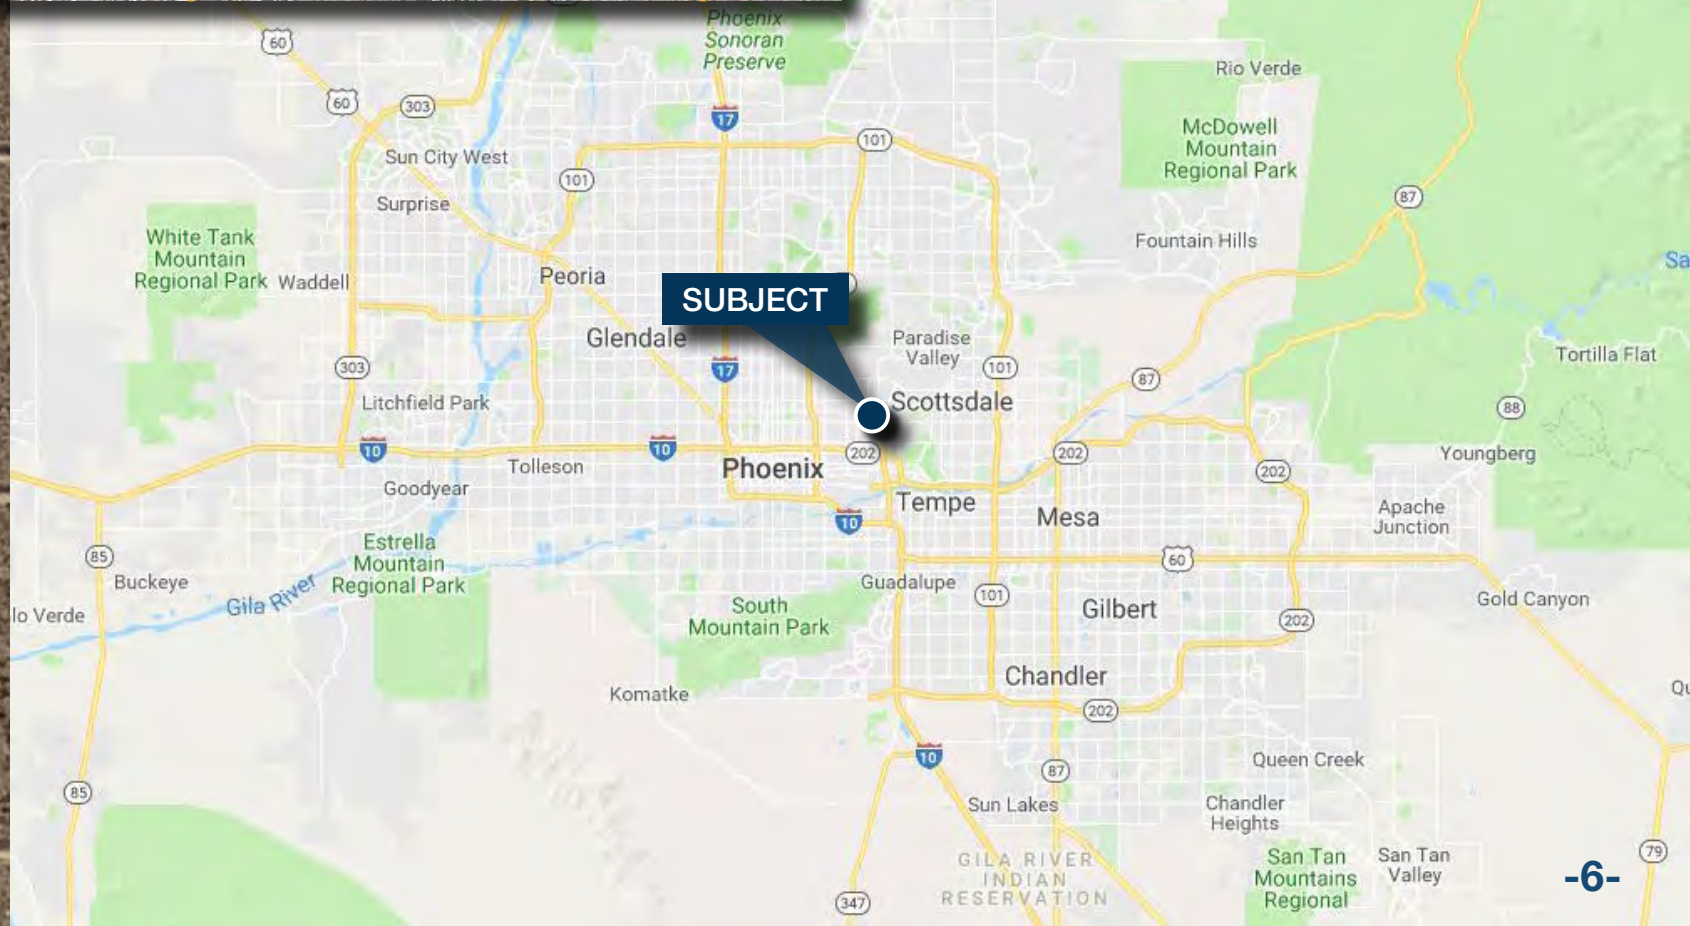 Phoenix
Sonoran
Preserve
60
Rio Verde
60
303
17
McDowell
Mountain
Regional Park
101
Sun City West
101
87
Surprise
White Tank
Mountain
Regional Park
Waddell
Fountain Hills
Sa
Peoria
SUBJECT
Glendale
Paradise
Valley
Tortilla Flat
303
17
101
87
Litchfield Park
Scottsdale
88
10
10
202
202
Youngberg
Tolleson
Phoenix
202
Goodyear
Tempe
Mesa
Apache
Junction
10
Estrella
Mountain
Regional Park
85
60
Buckeye
Guadalupe
Gila River
101
Gold Canyon
lo Verde
South
Mountain Park
Gilbert
202
Chandler
Komatke
Qu
202
10
Queen Creek
87
85
Sun Lakes
Chandler
Heights
GILA RIVER
INDIAN
RESERVATION
San Tan
Mountains
Regional
San Tan
Valley
79
-6-
347